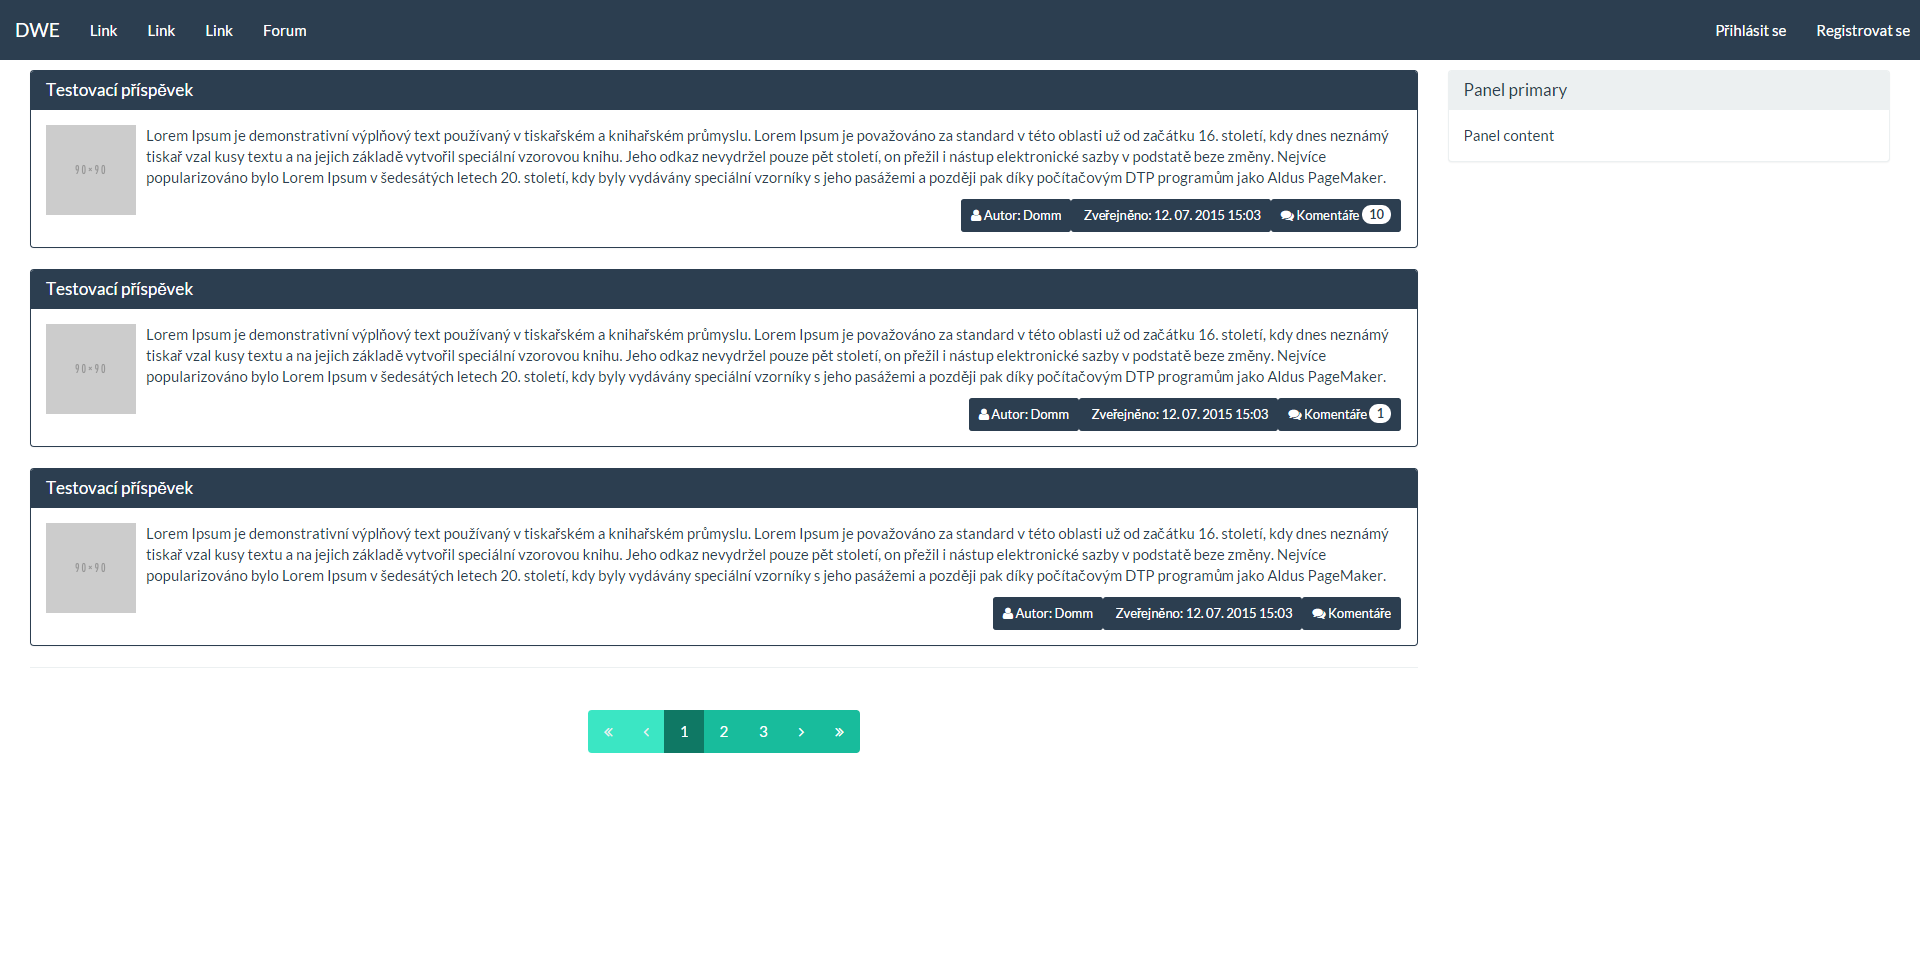 DWE Link Link Link Forum Přihlásit se Registrovat se
Testovací příspěvek
90×90
Lorem Ipsum je demonstrativní výplňový text používaný v tiskařském a knihařském průmyslu. Lorem Ipsum je považováno za standard v této oblasti už od začátku 16. století, kdy dnes neznámý
tiskař vzal kusy textu a na jejich základě vytvořil speciální vzorovou knihu. Jeho odkaz nevydržel pouze pět století, on přežil i nástup elektronické sazby v podstatě beze změny. Nejvíce
popularizováno bylo Lorem Ipsum v šedesátých letech 20. století, kdy byly vydávány speciální vzorníky s jeho pasážemi a později pak díky počítačovým DTP programům jako Aldus PageMaker.
Autor: Domm Zveřejněno: 12. 07. 2015 15:03 Komentáře 10
Testovací příspěvek
90×90
Lorem Ipsum je demonstrativní výplňový text používaný v tiskařském a knihařském průmyslu. Lorem Ipsum je považováno za standard v této oblasti už od začátku 16. století, kdy dnes neznámý
tiskař vzal kusy textu a na jejich základě vytvořil speciální vzorovou knihu. Jeho odkaz nevydržel pouze pět století, on přežil i nástup elektronické sazby v podstatě beze změny. Nejvíce
popularizováno bylo Lorem Ipsum v šedesátých letech 20. století, kdy byly vydávány speciální vzorníky s jeho pasážemi a později pak díky počítačovým DTP programům jako Aldus PageMaker.
Autor: Domm Zveřejněno: 12. 07. 2015 15:03 Komentáře 1
Testovací příspěvek
90×90
Lorem Ipsum je demonstrativní výplňový text používaný v tiskařském a knihařském průmyslu. Lorem Ipsum je považováno za standard v této oblasti už od začátku 16. století, kdy dnes neznámý
tiskař vzal kusy textu a na jejich základě vytvořil speciální vzorovou knihu. Jeho odkaz nevydržel pouze pět století, on přežil i nástup elektronické sazby v podstatě beze změny. Nejvíce
popularizováno bylo Lorem Ipsum v šedesátých letech 20. století, kdy byly vydávány speciální vzorníky s jeho pasážemi a později pak díky počítačovým DTP programům jako Aldus PageMaker.
Autor: Domm Zveřejněno: 12. 07. 2015 15:03 Komentáře
« ‹ 1 2 3 › »
Panel primary
Panel content